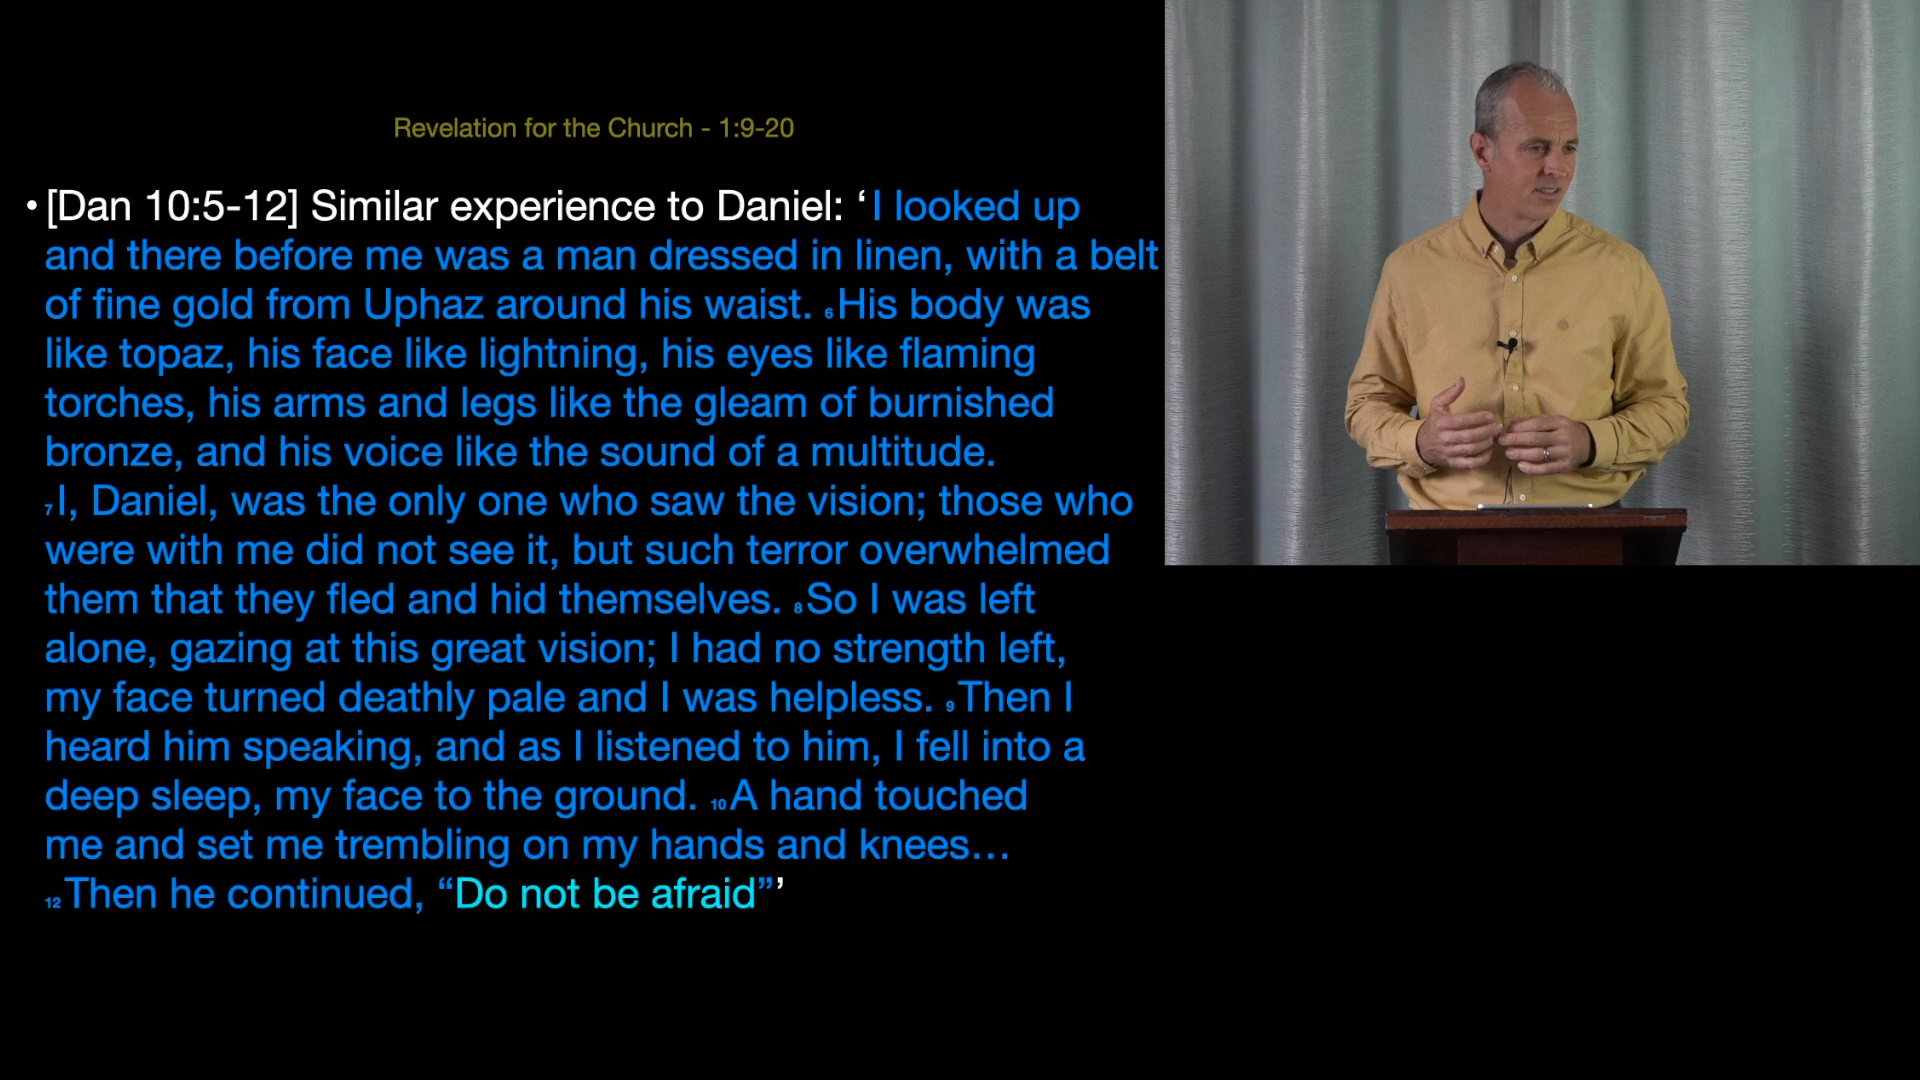 Revelation for the Church - 1:9-20
• [Dan 10:5-12] Similar experience to Daniel: ‘I looked up
and there before me was a man dressed in linen, with a belt
of fine gold from Uphaz around his waist. 6His body was
like topaz, his face like lightning, his eyes like flaming
torches, his arms and legs like the gleam of burnished
bronze, and his voice like the sound of a multitude.
7I, Daniel, was the only one who saw the vision; those who
were with me did not see it, but such terror overwhelmed
them that they fled and hid themselves. 8So I was left
alone, gazing at this great vision; I had no strength left,
my face turned deathly pale and I was helpless. 9Then I
heard him speaking, and as I listened to him, I fell into a
deep sleep, my face to the ground. 10A hand touched
me and set me trembling on my hands and knees…
12Then he continued, “Do not be afraid”’